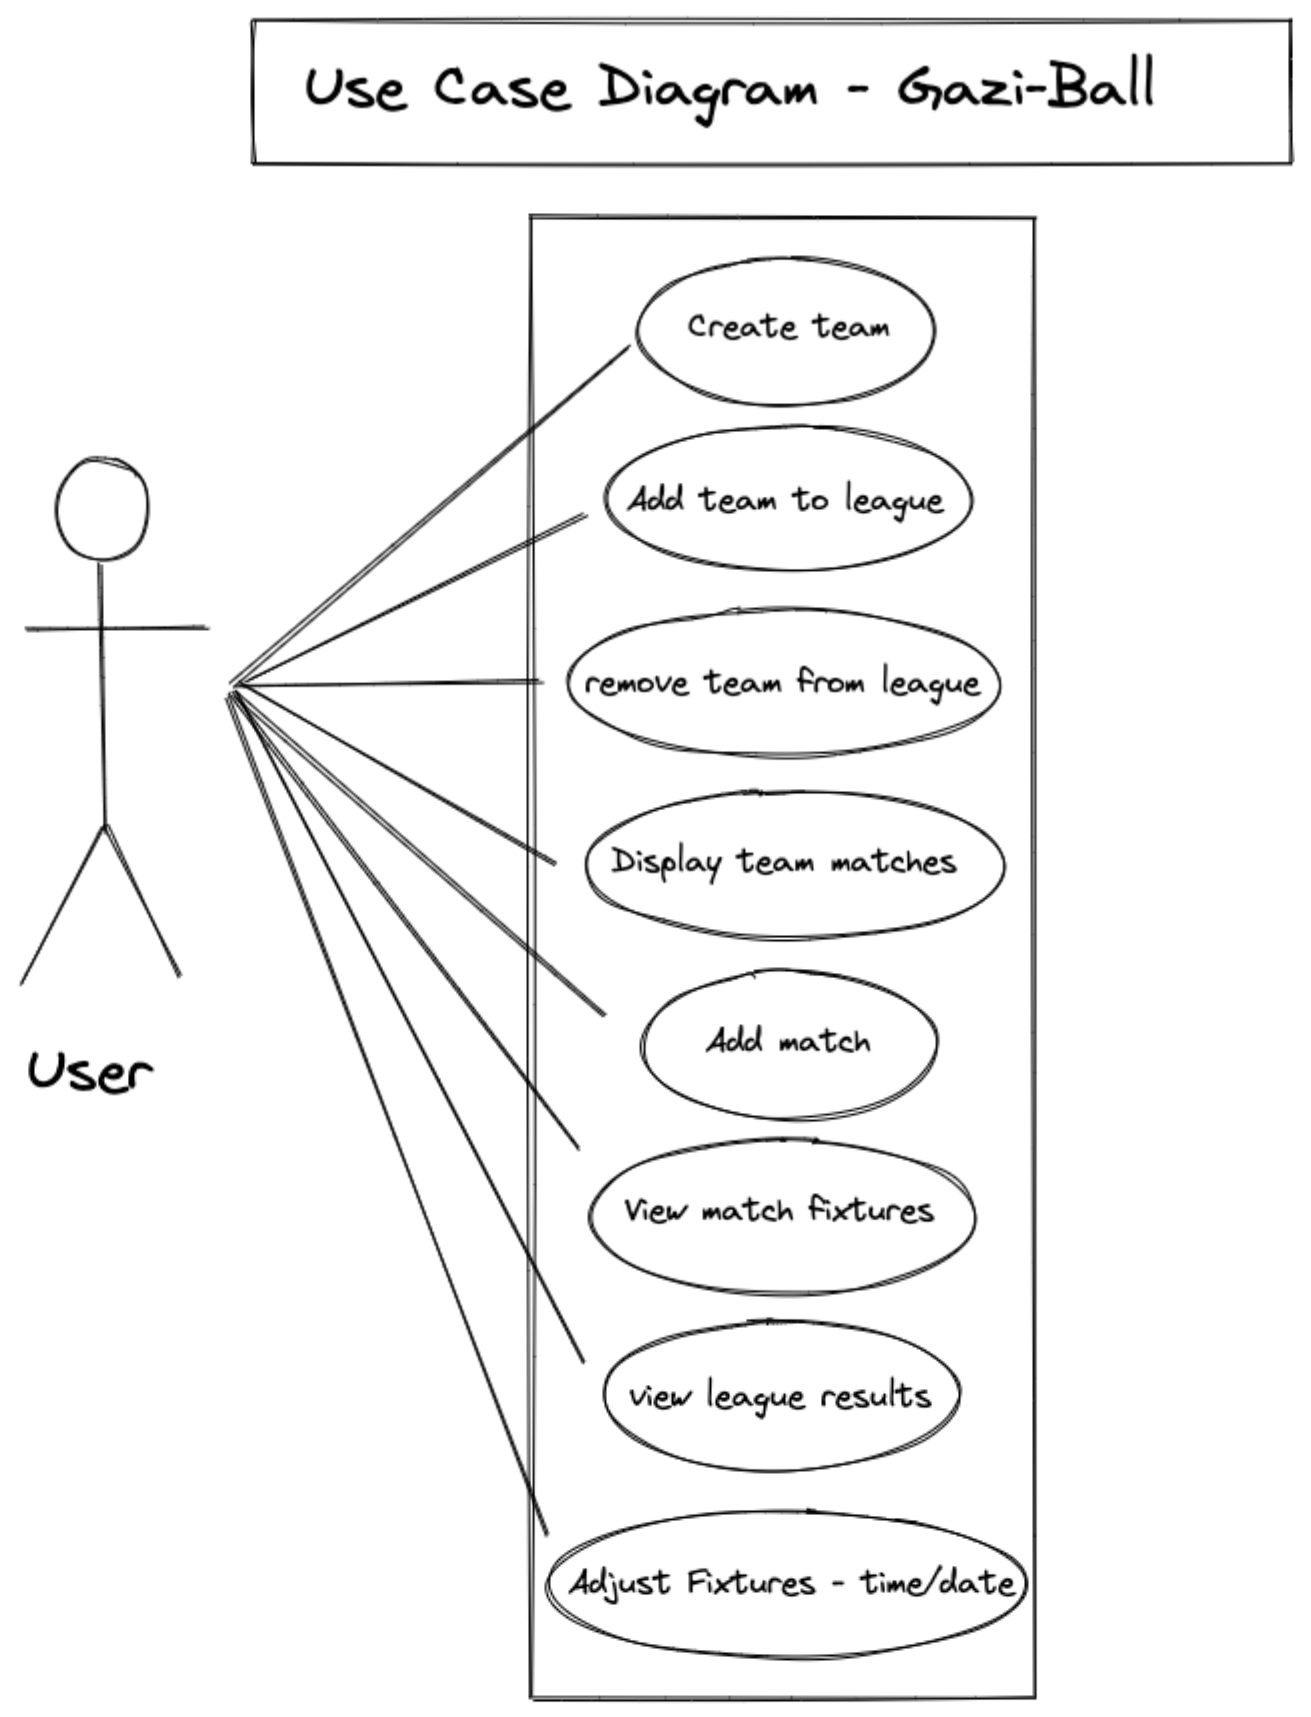 Use Case Diagram - Gazi-Ball
Create team
Add team to league
remove team from league
Display team matches
Add match
User
View match fixtures
view league results
Adjust Fixtures - time/date